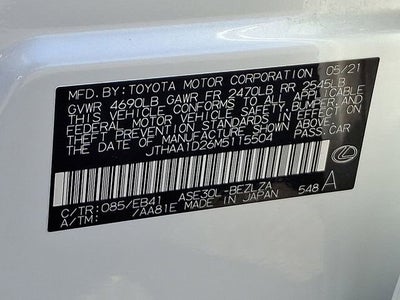 MFD.BY: TOYOTA MOTOR CORPORATION 05/21
GVWR 4690LB GAWR FR 2470LB RR 2545LB
THIS VEHICLE CONFORMS TO ALL APPLICABLE
FEDERAL MOTOR VEHICLE SAFETY, BUMPER, AND
THEFT PREVENTION STANDARDS IN EFFECT ON
THE DATE OF MANUFACTURE SHOWN ABOVE.
JTHAA1D26M5115504 PASS.CAR
C/TR: 085/EB41 ASE30L-BEZLZA
A/TM: /AA81E MADE IN JAPAN 548 A